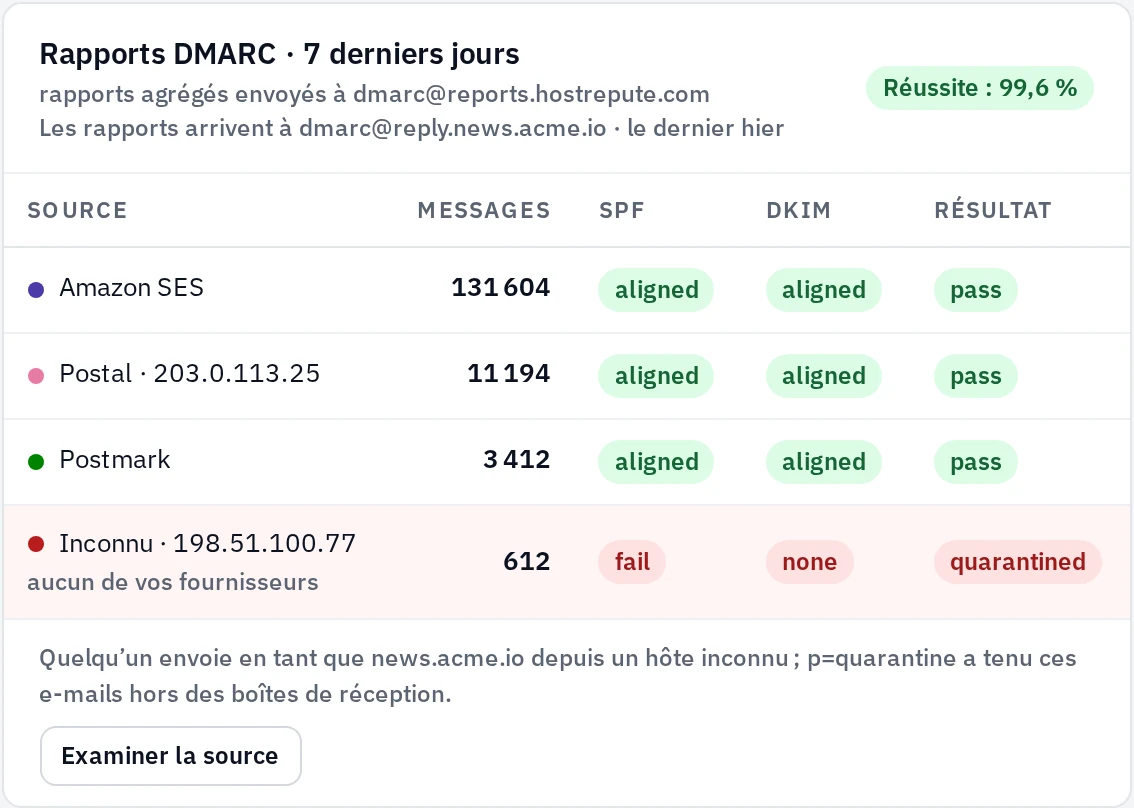 Rapports DMARC · 7 derniers jours
rapports agrégés envoyés à dmarc@reports.hostrepute.com
Les rapports arrivent à dmarc@reply.news.acme.io · le dernier hier
Réussite : 99,6 %
SOURCE MESSAGES SPF DKIM RÉSULTAT
Amazon SES 131 604 aligned aligned pass
Postal · 203.0.113.25 11 194 aligned aligned pass
Postmark 3 412 aligned aligned pass
Inconnu · 198.51.100.77 612 fail none quarantined
aucun de vos fournisseurs
Quelqu’un envoie en tant que news.acme.io depuis un hôte inconnu ; p=quarantine a tenu ces
e-mails hors des boîtes de réception.
Examiner la source